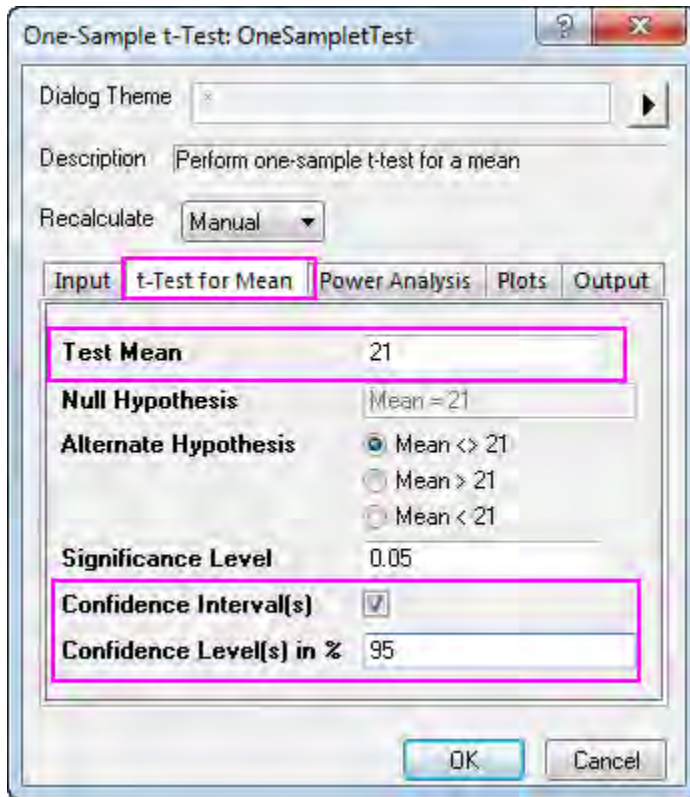 One-Sample t-Test: OneSampletTest
Dialog Theme *
Description Perform one-sample t-test for a mean
Recalculate Manual
Input t-Test for Mean Power Analysis Plots Output
Test Mean 21
Null Hypothesis Mean = 21
Alternate Hypothesis Mean <> 21
Mean > 21
Mean < 21
Significance Level 0.05
Confidence Interval(s)
Confidence Level(s) in % 95
OK Cancel